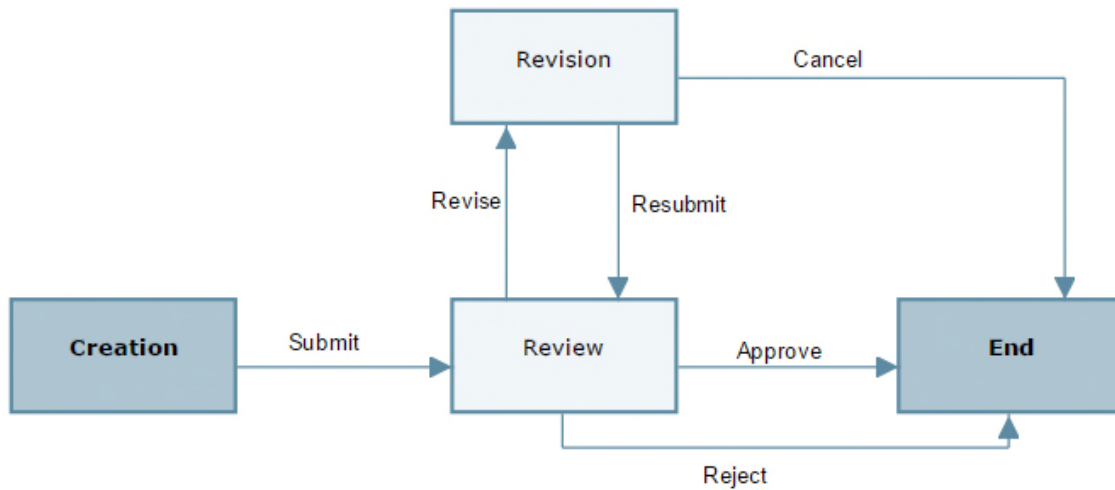 Revision
Cancel
Revise
Resubmit
Creation
Submit
Review
Approve
End
Reject